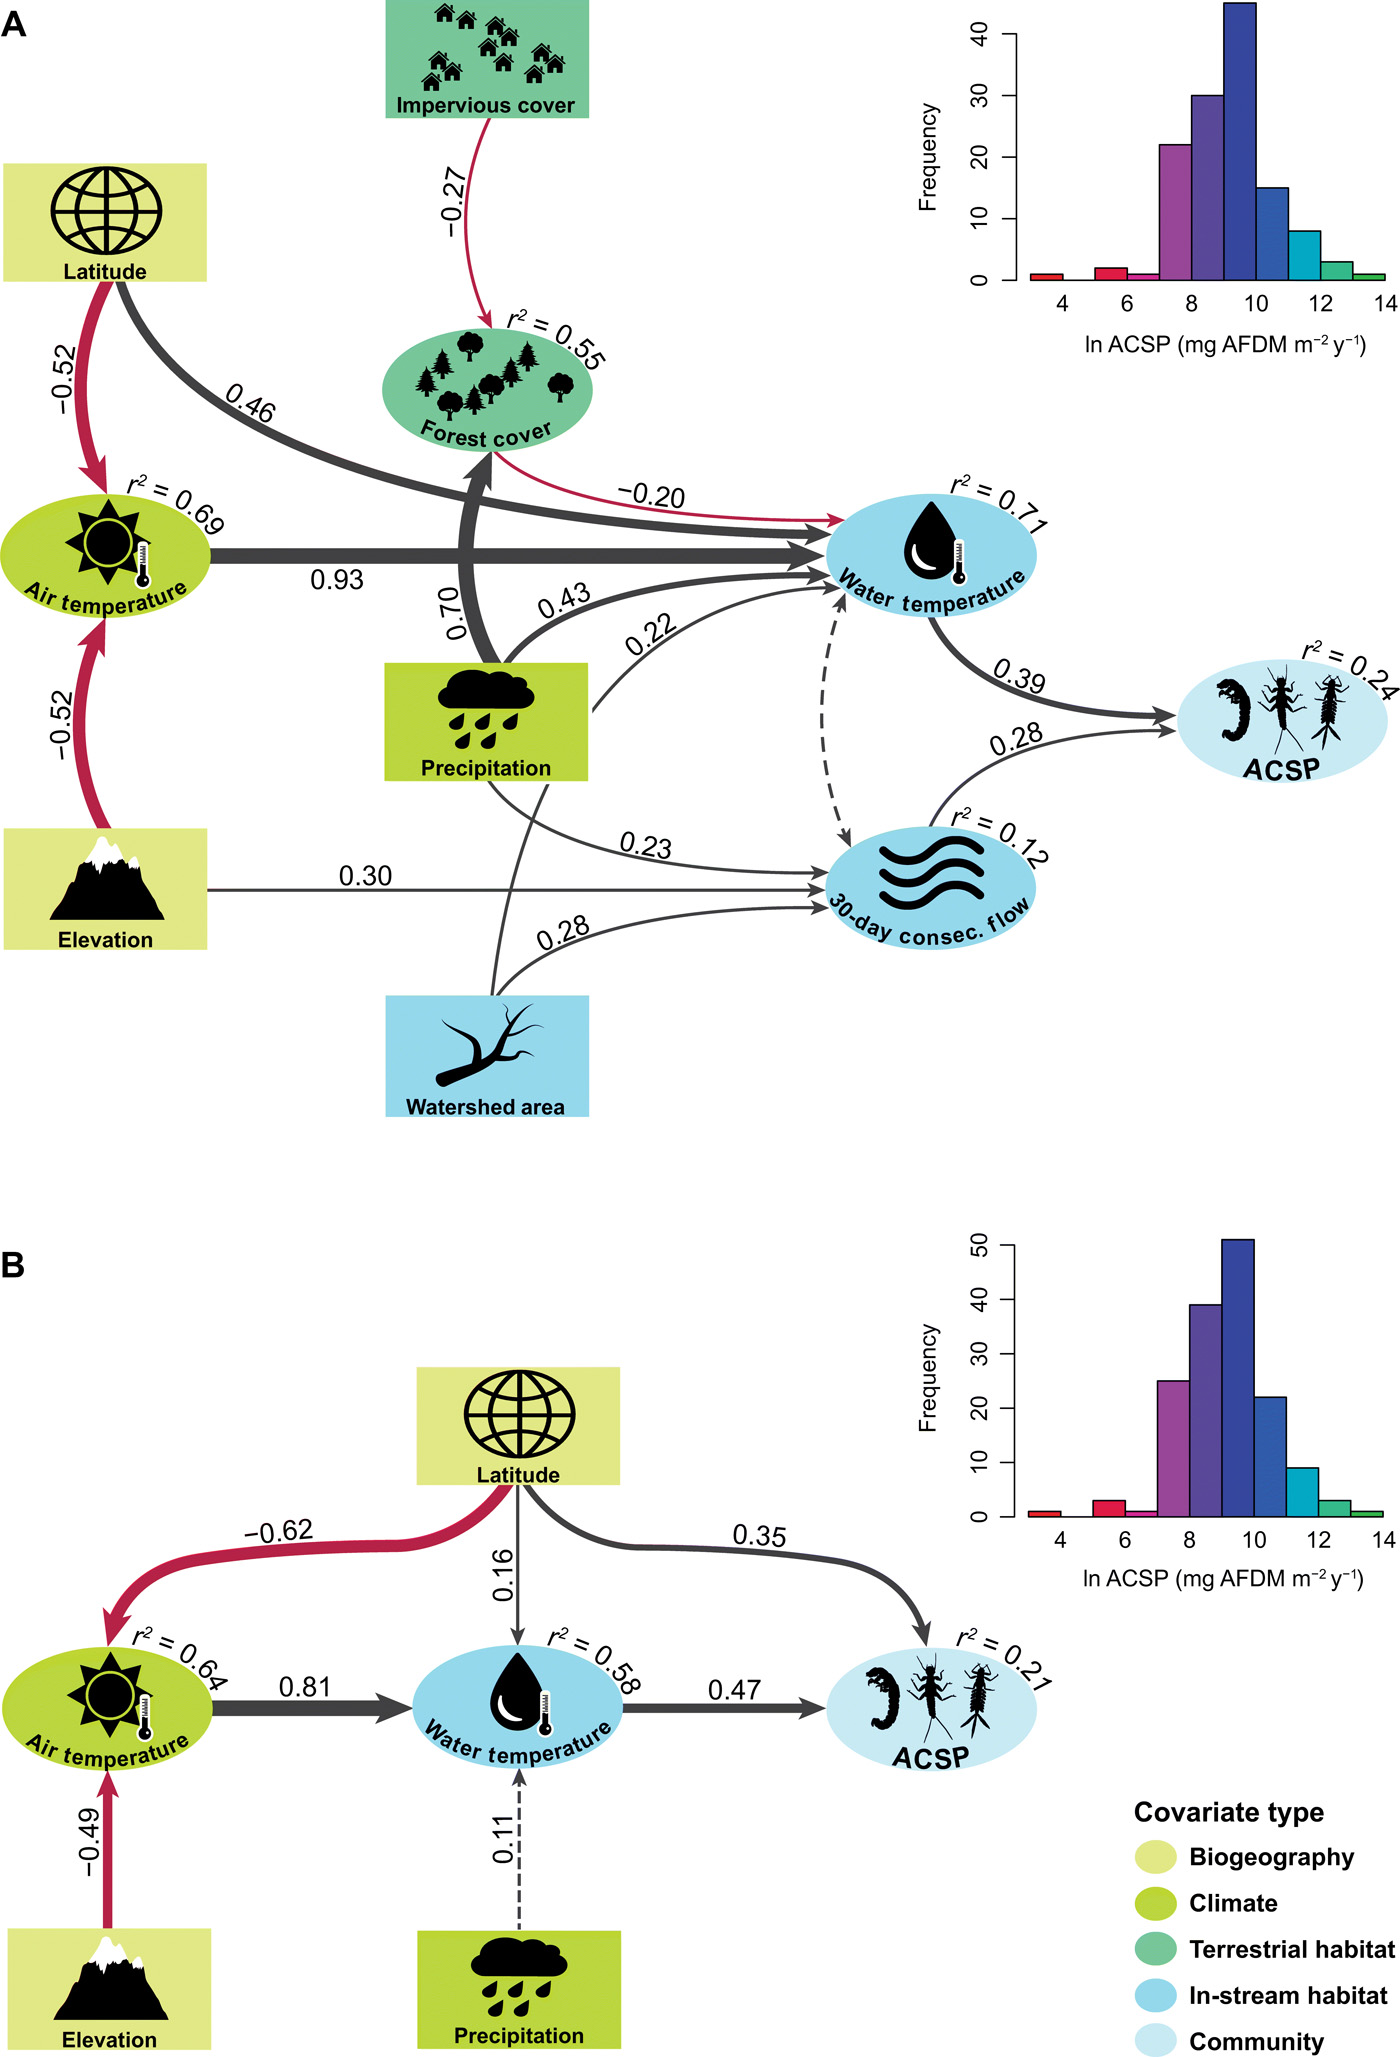 A
Impervious cover
−0.27
Latitude
−0.52
0.46
r² = 0.55
Forest cover
−0.20
r² = 0.69
Air temperature
0.93
0.70
0.43
0.22
r² = 0.71
Water temperature
0.39
r² = 0.24
ACSP
0.28
−0.52
Precipitation
0.23
0.30
Elevation
r² = 0.12
30-day consec. flow
0.28
Watershed area
Frequency
40
30
20
10
0
4 6 8 10 12 14
ln ACSP (mg AFDM m⁻² y⁻¹)
B
Latitude
−0.62
0.16
0.35
r² = 0.64
Air temperature
0.81
r² = 0.58
Water temperature
0.47
r² = 0.21
ACSP
−0.49
0.11
Elevation
Precipitation
Frequency
50
40
30
20
10
0
4 6 8 10 12 14
ln ACSP (mg AFDM m⁻² y⁻¹)
Covariate type
Biogeography
Climate
Terrestrial habitat
In-stream habitat
Community